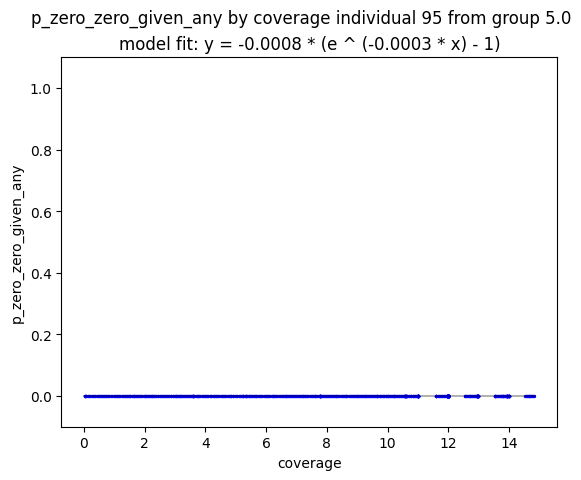 p_zero_zero_given_any by coverage individual 95 from group 5.0
model fit: y = -0.0008 * (e ^ (-0.0003 * x) - 1)
1.0
0.8
0.6
0.4
0.2
0.0
p_zero_zero_given_any
0 2 4 6 8 10 12 14
coverage